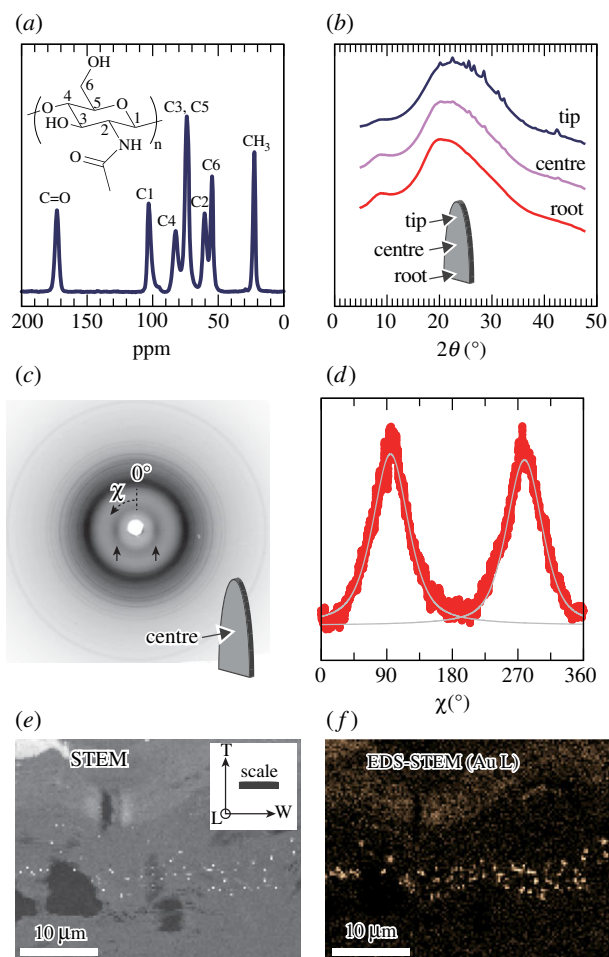 (a)
OH
6
4
O
5
O
O
HO
3
2
1
n
NH
O
C=O
C1
C4
C3, C5
C2
C6
CH3
200
150
100
50
0
ppm
(b)
tip
centre
root
tip
centre
root
0
10
20
30
40
50
2θ (°)
(c)
0°
χ
centre
(d)
0
90
180
270
360
χ(°)
(e)
STEM
T
scale
L
W
10 μm
(f)
EDS-STEM (Au L)
10 μm